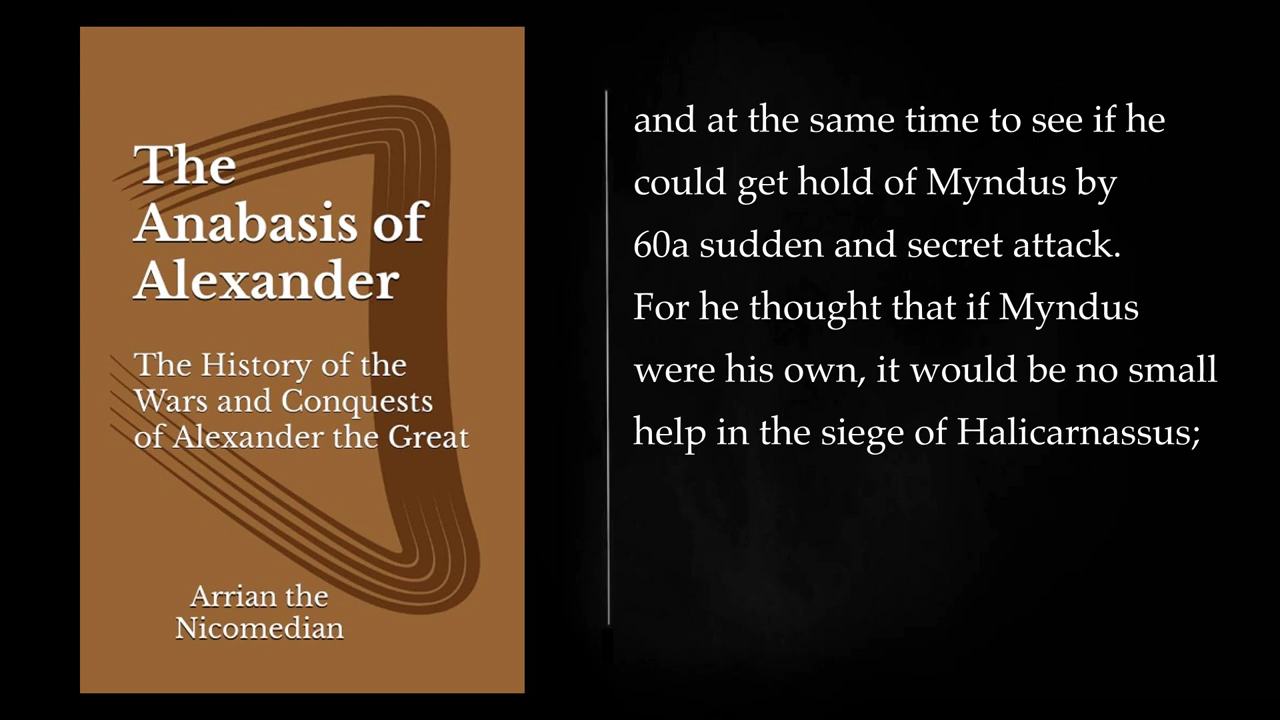 The
Anabasis of
Alexander
The History of the
Wars and Conquests
of Alexander the Great
Arrian the
Nicomedian
and at the same time to see if he
could get hold of Myndus by
60a sudden and secret attack.
For he thought that if Myndus
were his own, it would be no small
help in the siege of Halicarnassus;